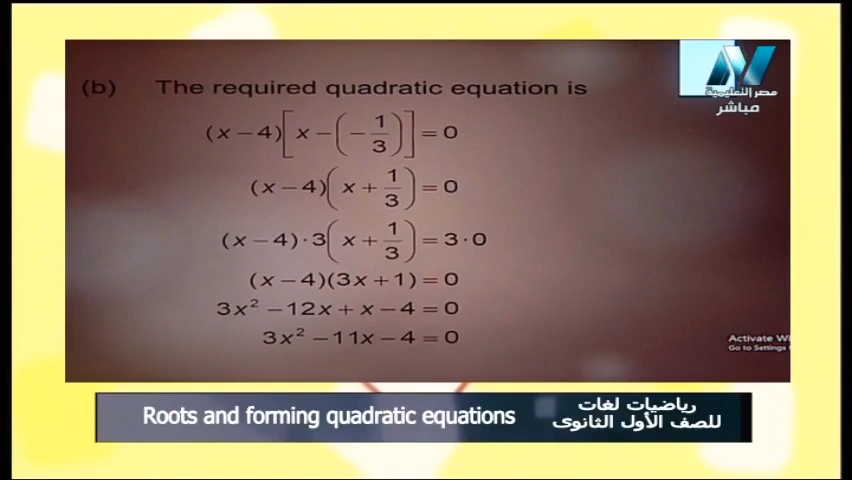 مصر التعليمية
مباشر
(b) The required quadratic equation is
(x − 4)[x − (− 1/3)] = 0
(x − 4)(x + 1/3) = 0
(x − 4) · 3(x + 1/3) = 3 · 0
(x − 4)(3x + 1) = 0
3x² − 12x + x − 4 = 0
3x² − 11x − 4 = 0
Activate Wi
Go to Settings
Roots and forming quadratic equations
رياضيات لغات
للصف الأول الثانوى